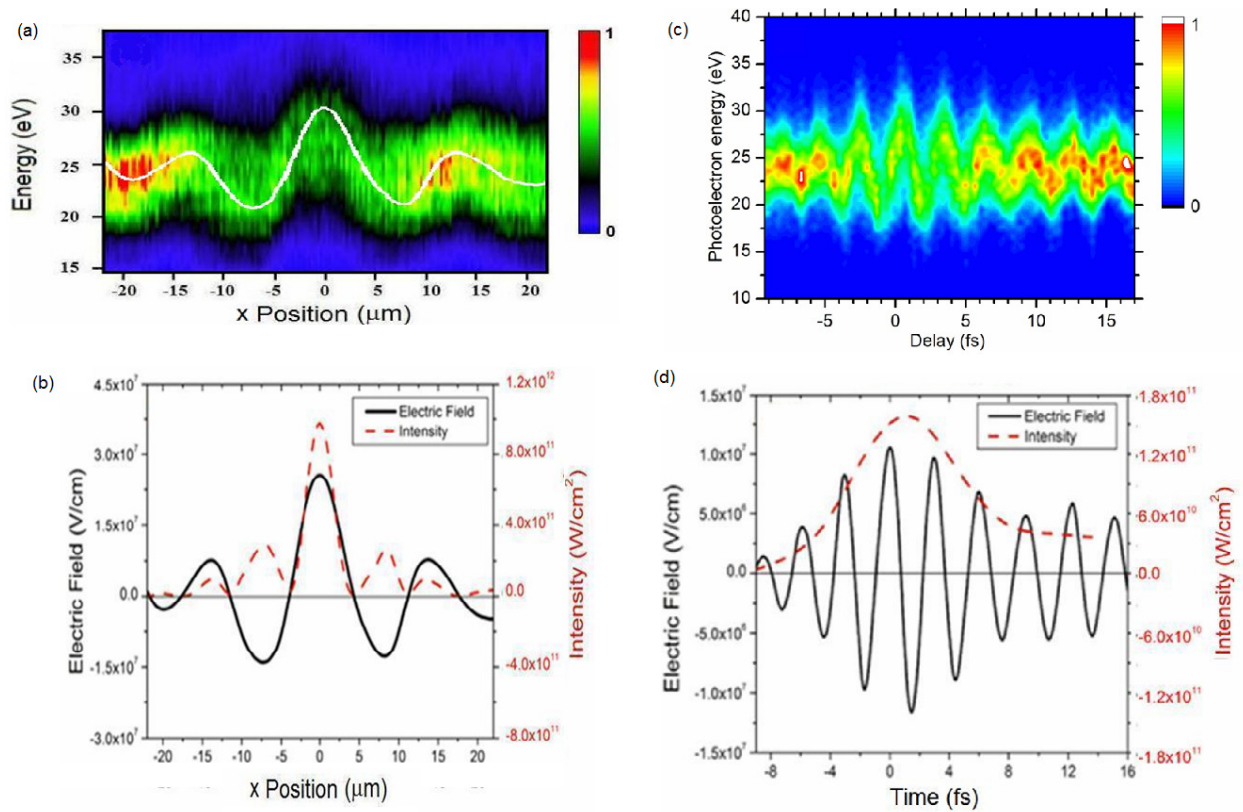 (a)
Energy (eV)
35
30
25
20
15
-20 -15 -10 -5 0 5 10 15 20
x Position (μm)
1
0
(c)
Photoelectron energy (eV)
40
35
30
25
20
15
10
-5 0 5 10 15
Delay (fs)
1
0
(b)
Electric Field (V/cm)
4.5x10⁷
3.0x10⁷
1.5x10⁷
0.0
-1.5x10⁷
-3.0x10⁷
Electric Field
Intensity
1.2x10¹²
8.0x10¹¹
4.0x10¹¹
0.0
-4.0x10¹¹
-8.0x10¹¹
Intensity (W/cm²)
-20 -15 -10 -5 0 5 10 15 20
x Position (μm)
(d)
Electric Field (V/cm)
1.5x10⁷
1.0x10⁷
5.0x10⁶
0.0
-5.0x10⁶
-1.0x10⁷
-1.5x10⁷
Electric Field
Intensity
1.8x10¹¹
1.2x10¹¹
6.0x10¹⁰
0.0
-6.0x10¹⁰
-1.2x10¹¹
-1.8x10¹¹
Intensity (W/cm²)
-8 -4 0 4 8 12 16
Time (fs)